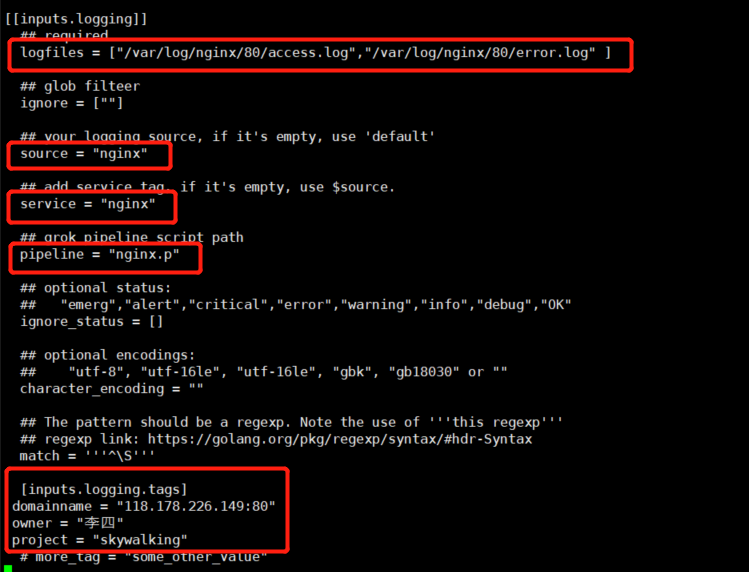 [[inputs.logging]]
## required
logfiles = ["/var/log/nginx/80/access.log","/var/log/nginx/80/error.log" ]
## glob filteer
ignore = [""]
## your logging source, if it's empty, use 'default'
source = "nginx"
## add service tag, if it's empty, use $source.
service = "nginx"
## grok pipeline script path
pipeline = "nginx.p"
## optional status:
##   "emerg","alert","critical","error","warning","info","debug","OK"
ignore_status = []
## optional encodings:
##    "utf-8", "utf-16le", "utf-16le", "gbk", "gb18030" or ""
character_encoding = ""
## The pattern should be a regexp. Note the use of '''this regexp'''
## regexp link: https://golang.org/pkg/regexp/syntax/#hdr-Syntax
match = '''^\S'''
[inputs.logging.tags]
domainname = "118.178.226.149:80"
owner = "李四"
project = "skywalking"
# more_tag = "some_other_value"